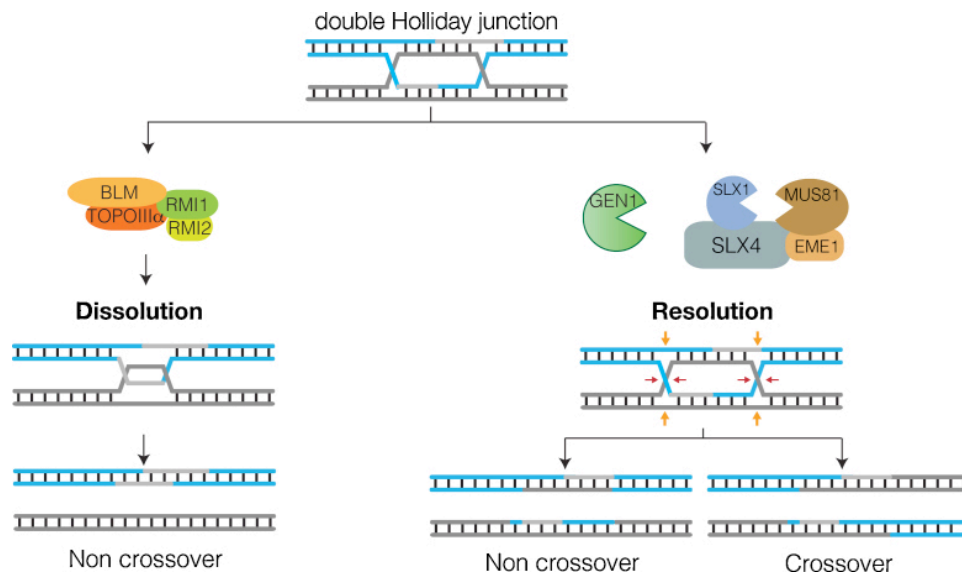 double Holliday junction
BLM
TOPOIIIα
RMI1
RMI2
GEN1
SLX1
MUS81
SLX4
EME1
Dissolution
Resolution
Non crossover
Non crossover
Crossover